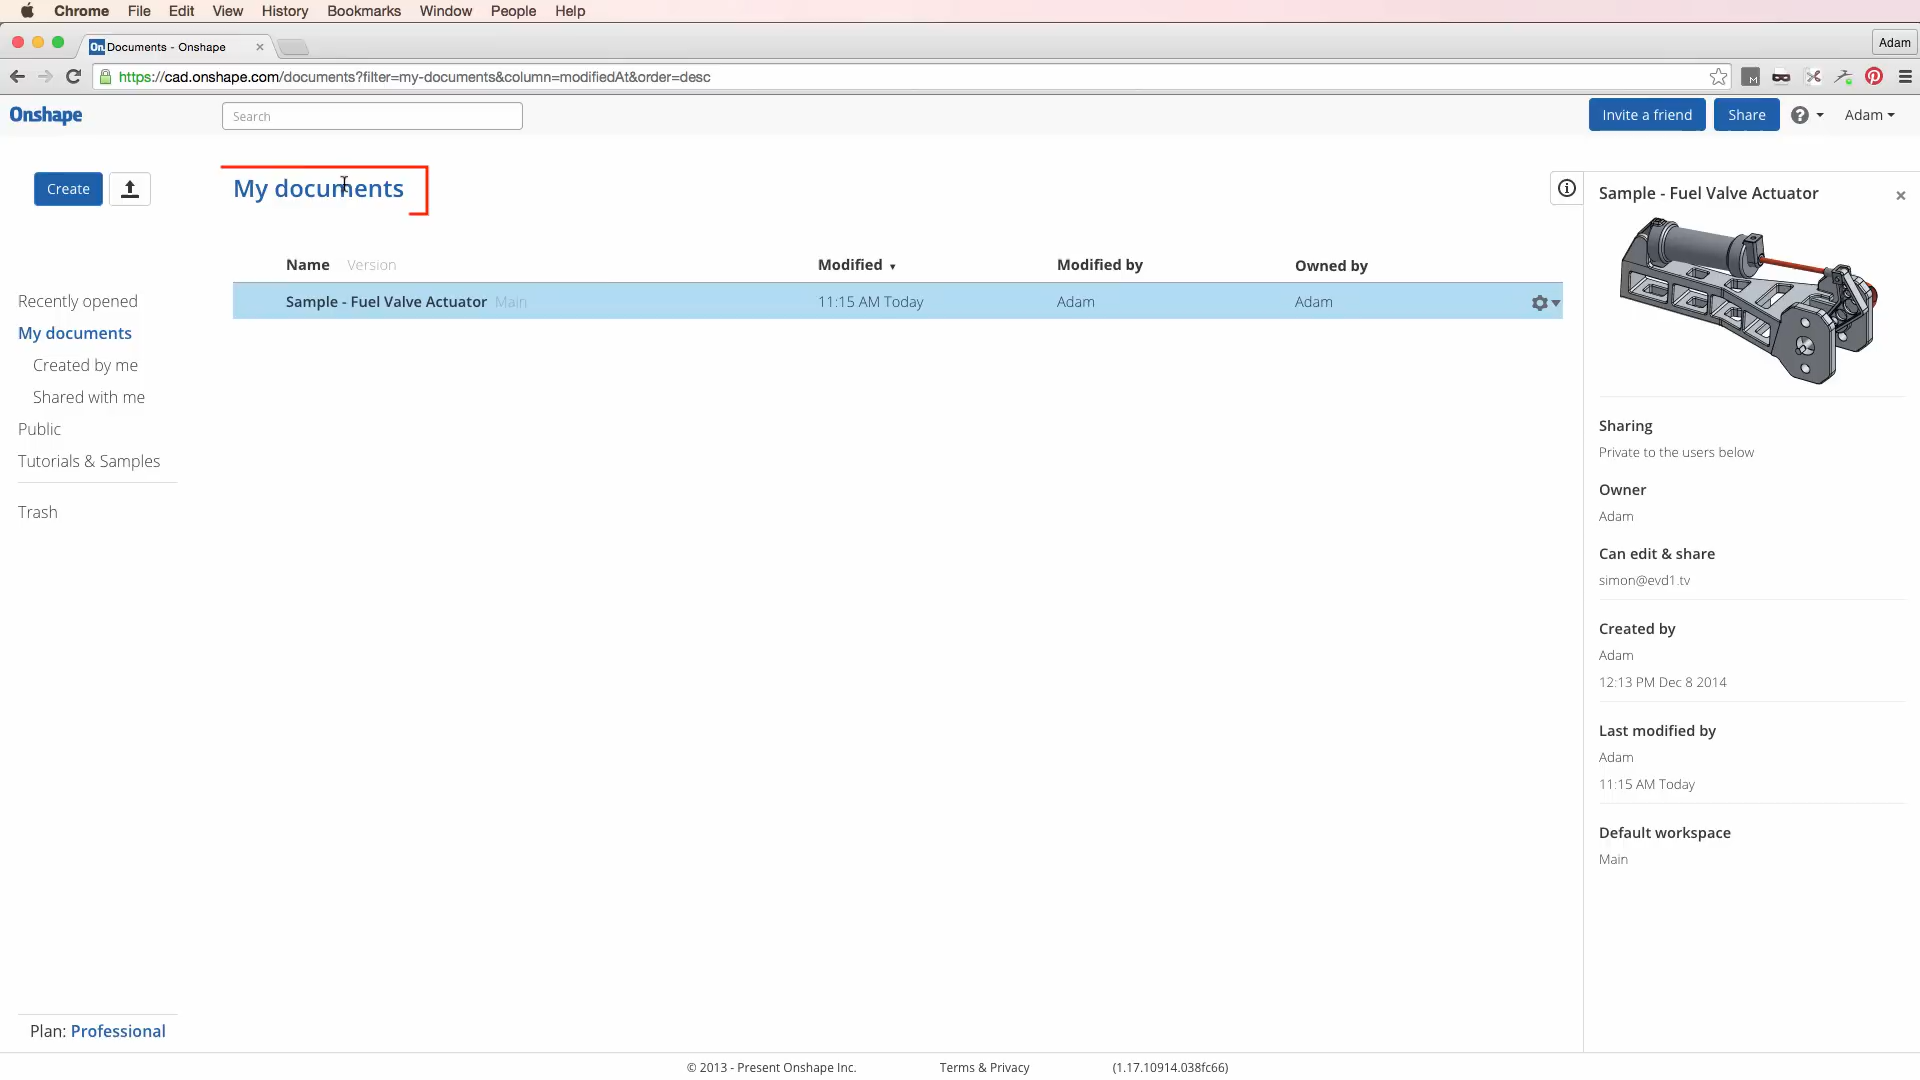 Chrome File Edit View History Bookmarks Window People Help
On Documents - Onshape × Adam
https://cad.onshape.com/documents?filter=my-documents&column=modifiedAt&order=desc
Onshape Search Invite a friend Share ? Adam
Create My documents
Sample - Fuel Valve Actuator ×
Name Version Modified Modified by Owned by
Sample - Fuel Valve Actuator Main 11:15 AM Today Adam Adam
Recently opened
My documents
Created by me
Shared with me
Public
Tutorials & Samples
Trash
Sharing
Private to the users below
Owner
Adam
Can edit & share
simon@evd1.tv
Created by
Adam
12:13 PM Dec 8 2014
Last modified by
Adam
11:15 AM Today
Default workspace
Main
Plan: Professional
© 2013 - Present Onshape Inc. Terms & Privacy (1.17.10914.038fc66)